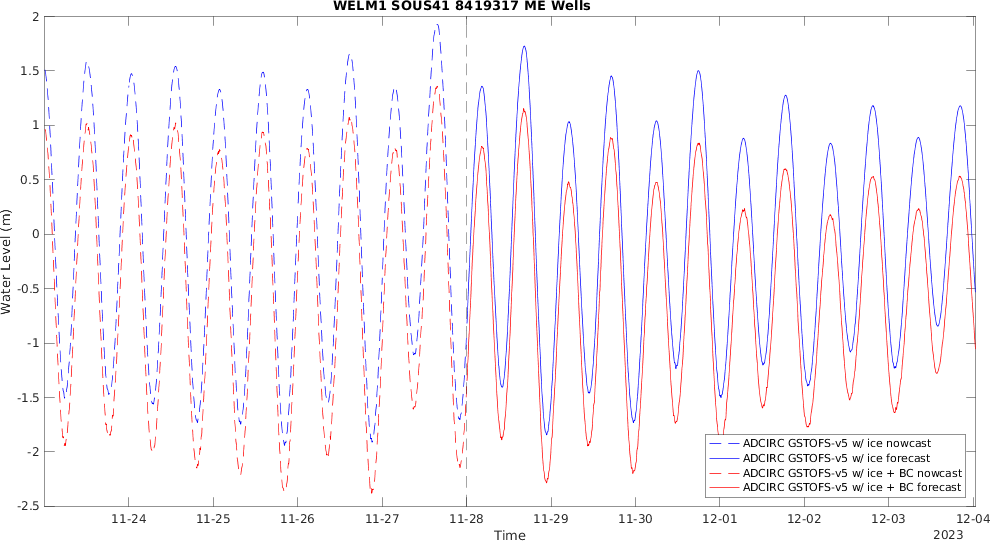 WELM1 SOUS41 8419317 ME Wells
2
1.5
1
0.5
0
-0.5
-1
-1.5
-2
-2.5
Water Level (m)
ADCIRC GSTOFS-v5 w/ ice nowcast
ADCIRC GSTOFS-v5 w/ ice forecast
ADCIRC GSTOFS-v5 w/ ice + BC nowcast
ADCIRC GSTOFS-v5 w/ ice + BC forecast
11-24 11-25 11-26 11-27 11-28 11-29 11-30 12-01 12-02 12-03 12-04
Time
2023